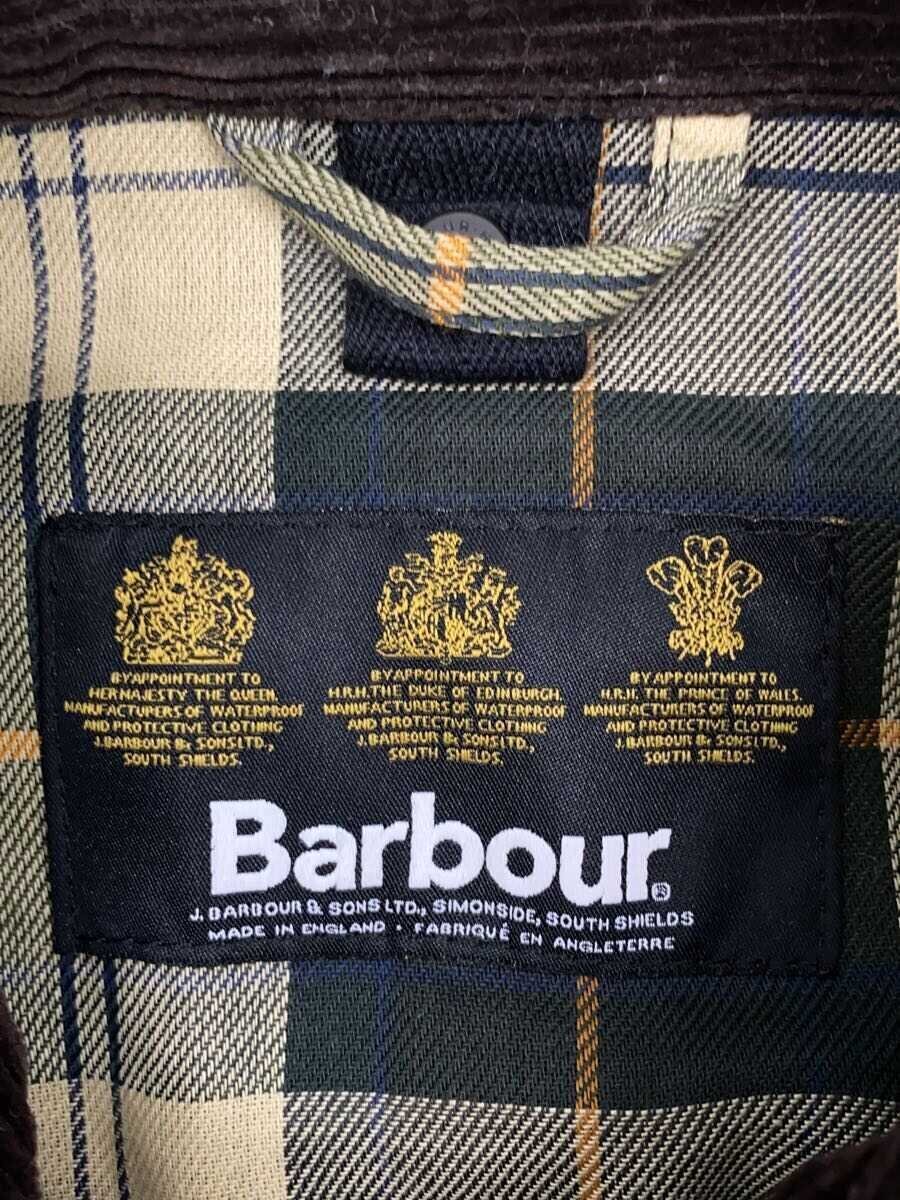 BY APPOINTMENT TO
HER MAJESTY THE QUEEN.
MANUFACTURERS OF WATERPROOF
AND PROTECTIVE CLOTHING
J.BARBOUR & SONS LTD.,
SOUTH SHIELDS.
BY APPOINTMENT TO
H.R.H. THE DUKE OF EDINBURGH.
MANUFACTURERS OF WATERPROOF
AND PROTECTIVE CLOTHING
J.BARBOUR & SONS LTD.,
SOUTH SHIELDS.
BY APPOINTMENT TO
H.R.H. THE PRINCE OF WALES.
MANUFACTURERS OF WATERPROOF
AND PROTECTIVE CLOTHING
J.BARBOUR & SONS LTD.,
SOUTH SHIELDS.
Barbour
J. BARBOUR & SONS LTD., SIMONSIDE, SOUTH SHIELDS
MADE IN ENGLAND · FABRIQUÉ EN ANGLETERRE